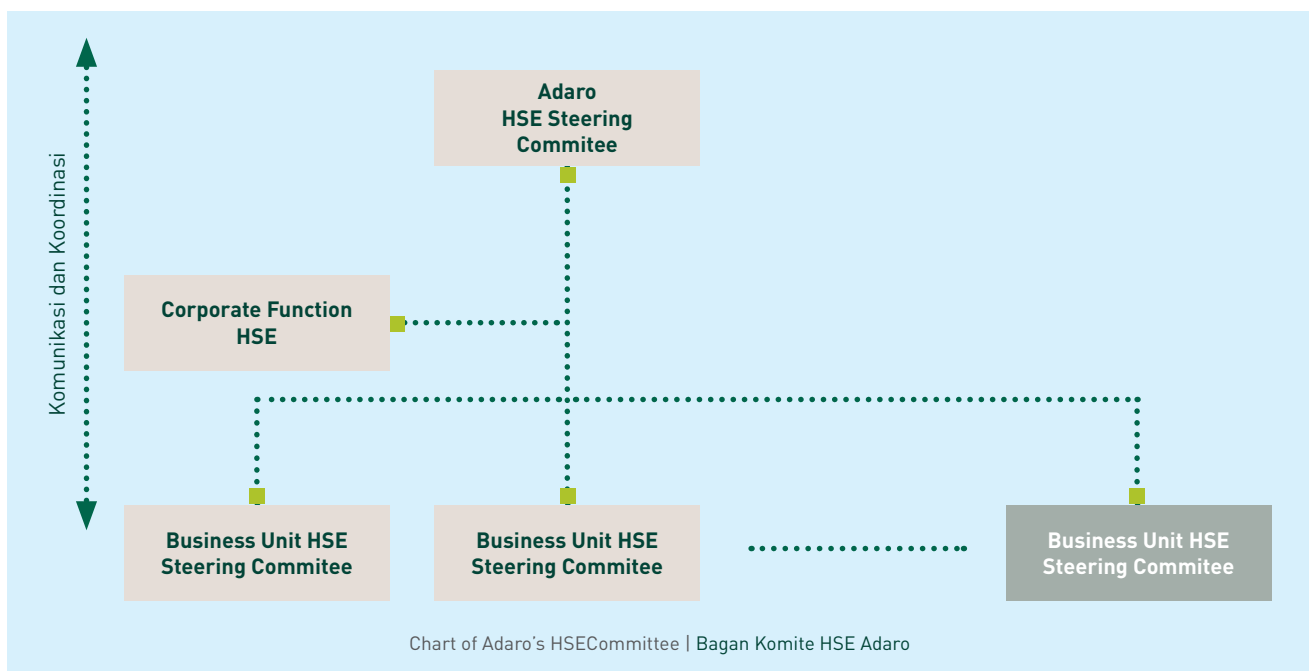 Adaro
HSE Steering
Commitee
Komunikasi dan Koordinasi
Corporate Function
HSE
Business Unit HSE
Steering Commitee
Business Unit HSE
Steering Commitee
Business Unit HSE
Steering Commitee
Chart of Adaro's HSECommittee | Bagan Komite HSE Adaro